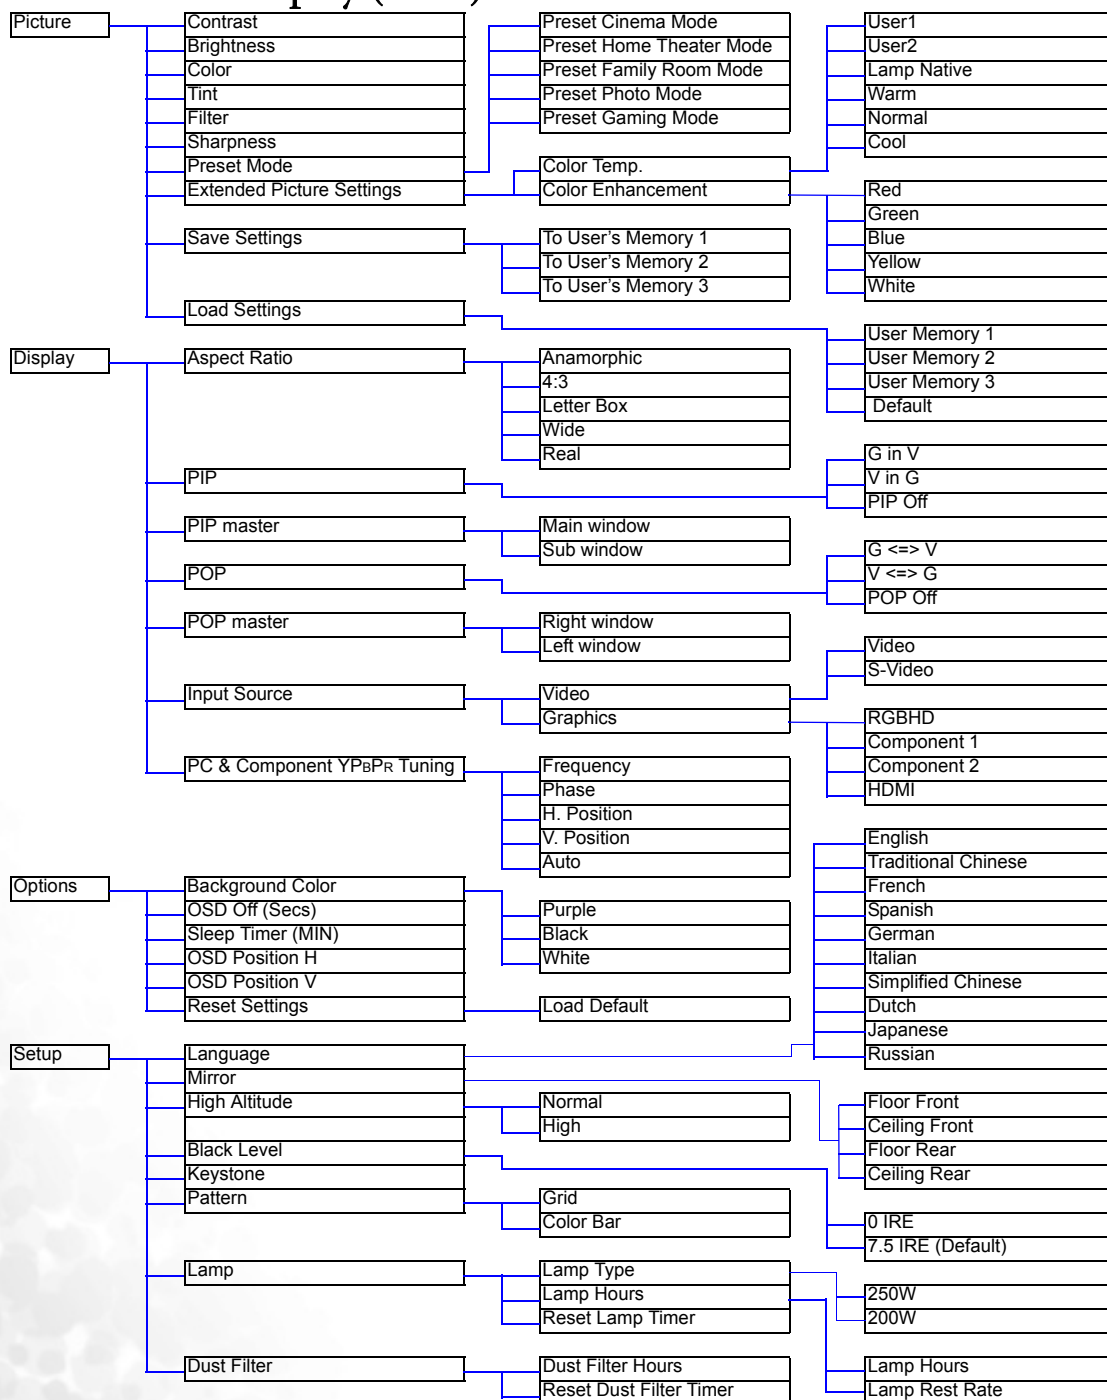 Picture
Contrast
Brightness
Color
Tint
Filter
Sharpness
Preset Mode
Extended Picture Settings
Save Settings
Load Settings
Preset Cinema Mode
Preset Home Theater Mode
Preset Family Room Mode
Preset Photo Mode
Preset Gaming Mode
Color Temp.
Color Enhancement
To User's Memory 1
To User's Memory 2
To User's Memory 3
User1
User2
Lamp Native
Warm
Normal
Cool
Red
Green
Blue
Yellow
White
User Memory 1
User Memory 2
User Memory 3
Default
Display
Aspect Ratio
PIP
PIP master
POP
POP master
Input Source
PC & Component YPBPR Tuning
Anamorphic
4:3
Letter Box
Wide
Real
Main window
Sub window
Right window
Left window
Video
Graphics
Frequency
Phase
H. Position
V. Position
Auto
G in V
V in G
PIP Off
G <=> V
V <=> G
POP Off
Video
S-Video
RGBHD
Component 1
Component 2
HDMI
Options
Background Color
OSD Off (Secs)
Sleep Timer (MIN)
OSD Position H
OSD Position V
Reset Settings
Purple
Black
White
Load Default
Setup
Language
Mirror
High Altitude
Black Level
Keystone
Pattern
Lamp
Dust Filter
Normal
High
Grid
Color Bar
Lamp Type
Lamp Hours
Reset Lamp Timer
Dust Filter Hours
Reset Dust Filter Timer
English
Traditional Chinese
French
Spanish
German
Italian
Simplified Chinese
Dutch
Japanese
Russian
Floor Front
Ceiling Front
Floor Rear
Ceiling Rear
0 IRE
7.5 IRE (Default)
250W
200W
Lamp Hours
Lamp Rest Rate